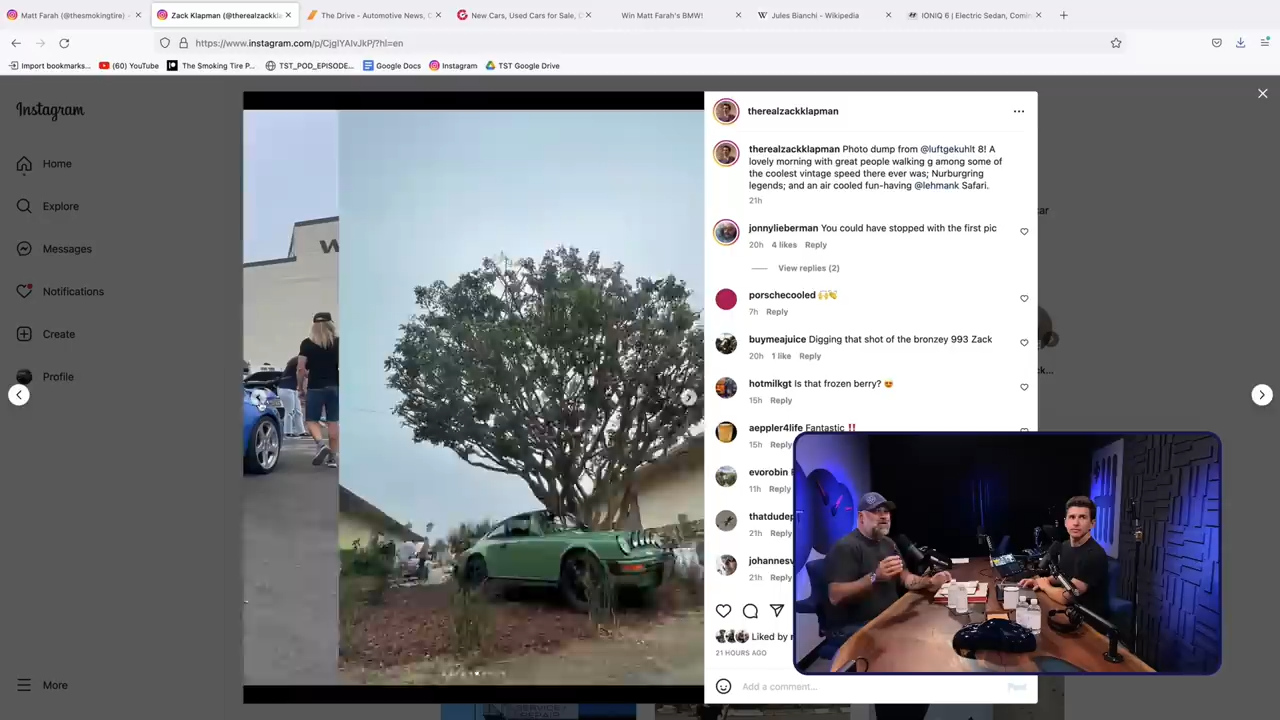 Matt Farah (@thesmokingtire) •
Zack Klapman (@therealzackkla
The Drive - Automotive News, C
New Cars, Used Cars for Sale, C
Win Matt Farah's BMW!
Jules Bianchi - Wikipedia
IONIQ 6 | Electric Sedan, Comin
https://www.instagram.com/p/CjglYAlvJkP/?hl=en
Import bookmarks...
(60) YouTube
The Smoking Tire P...
TST_POD_EPISODE...
Google Docs
Instagram
TST Google Drive
Instagram
Home
Explore
Messages
Notifications
Create
Profile
More
therealzackklapman
therealzackklapman Photo dump from @luftgekuhlt 8! A
lovely morning with great people walking g among some of
the coolest vintage speed there ever was; Nurburgring
legends; and an air cooled fun-having @lehmank Safari.
21h
jonnylieberman You could have stopped with the first pic
20h 4 likes Reply
View replies (2)
porschecooled 🙌👏
7h Reply
buymeajuice Digging that shot of the bronzey 993 Zack
20h 1 like Reply
hotmilkgt Is that frozen berry? 😍
15h Reply
aeppler4life Fantastic ‼️
15h Reply
evorobin
11h Reply
thatdudep
21h Reply
johannesv
21h Reply
Liked by
21 HOURS AGO
Add a comment...
Post